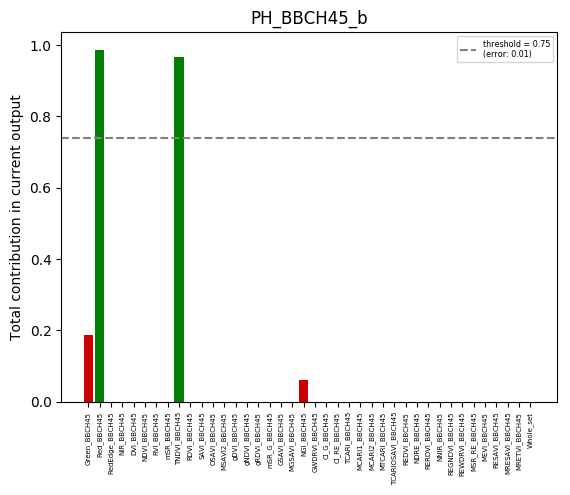 PH_BBCH45_b
threshold = 0.75
(error: 0.01)
Total contribution in current output
1.0
0.8
0.6
0.4
0.2
0.0
Green_BBCH45
Red_BBCH45
RedEdge_BBCH45
NIR_BBCH45
DVI_BBCH45
NDVI_BBCH45
RVI_BBCH45
mSR_BBCH45
TNDVI_BBCH45
RDVI_BBCH45
SAVI_BBCH45
OSAVI_BBCH45
MSAVI2_BBCH45
gDVI_BBCH45
gNDVI_BBCH45
gRDVI_BBCH45
mSR_G_BBCH45
GSAVI_BBCH45
MGSAVI_BBCH45
NGI_BBCH45
GWDRVI_BBCH45
CI_G_BBCH45
CI_RE_BBCH45
TCARI_BBCH45
MCARI1_BBCH45
MCARI2_BBCH45
MTCARI_BBCH45
TCARIOSAVI_BBCH45
REDVI_BBCH45
NDRE_BBCH45
RERDVI_BBCH45
NNIR_BBCH45
REGNDVI_BBCH45
REWDRVI_BBCH45
MSR_RE_BBCH45
MEVI_BBCH45
RESAVI_BBCH45
MRESAVI_BBCH45
MRETVI_BBCH45
Whole_set